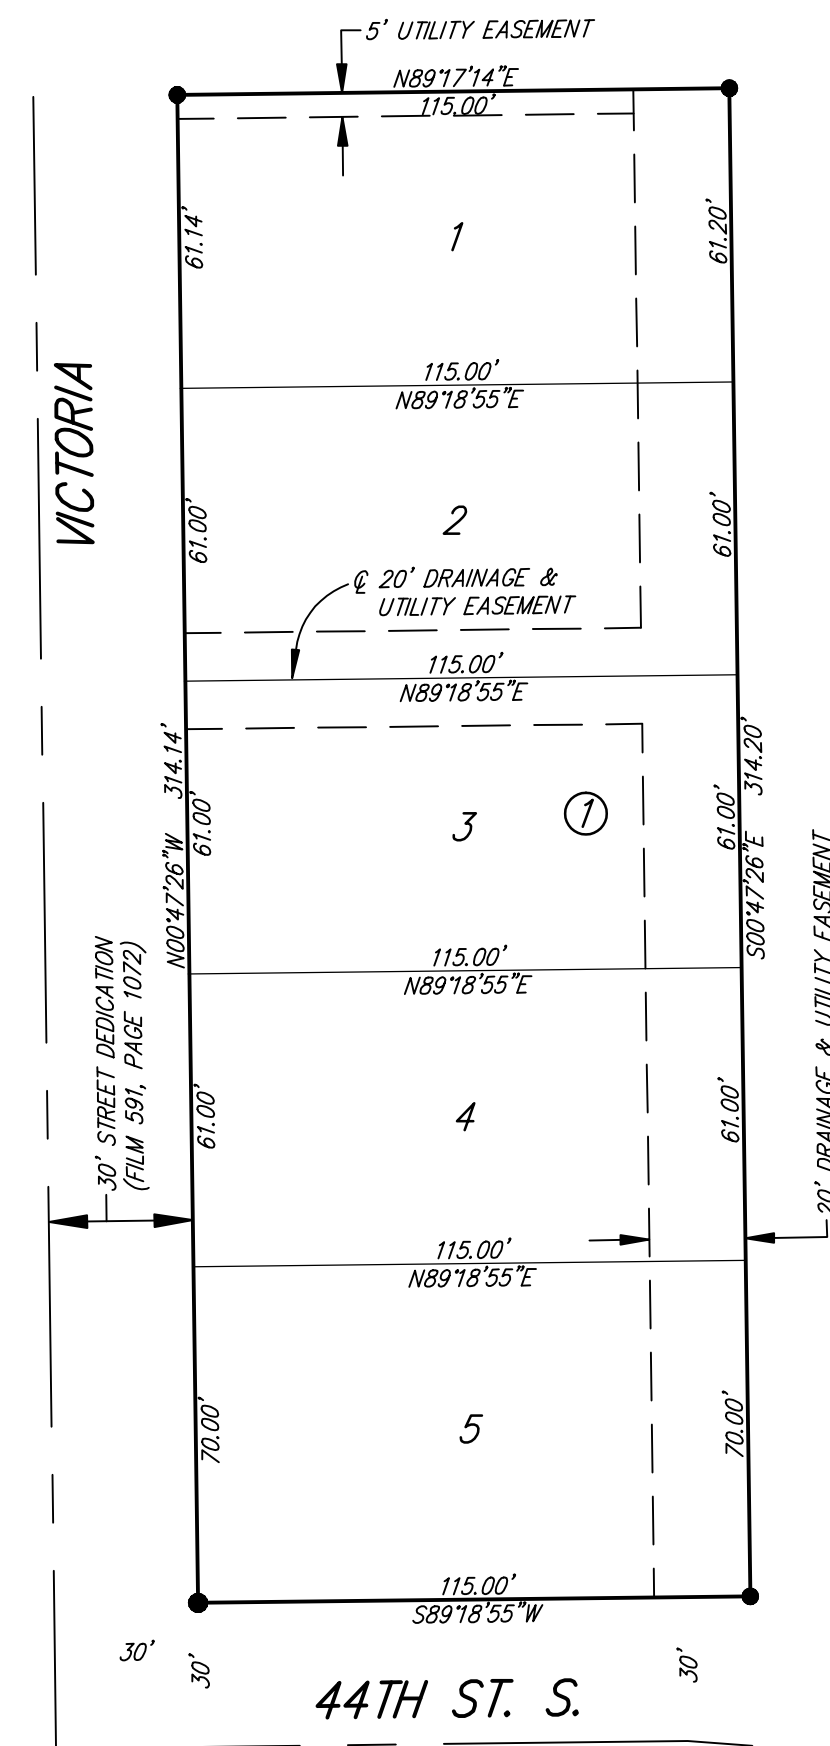 5' UTILITY EASEMENT
N89°17'14"E
115.00'
61.14'
1
61.20'
115.00'
N89°18'55"E
VICTORIA
61.00'
2
61.00'
℄ 20' DRAINAGE &
UTILITY EASEMENT
115.00'
N89°18'55"E
N00°47'26"W 314.14'
61.00'
3
1
61.00'
S00°47'26"E 314.20'
115.00'
N89°18'55"E
20' DRAINAGE & UTILITY EASEMENT
30' STREET DEDICATION
(FILM 591, PAGE 1072)
61.00'
4
61.00'
115.00'
N89°18'55"E
70.00'
5
70.00'
115.00'
S89°18'55"W
30'
30'
30'
44TH ST. S.